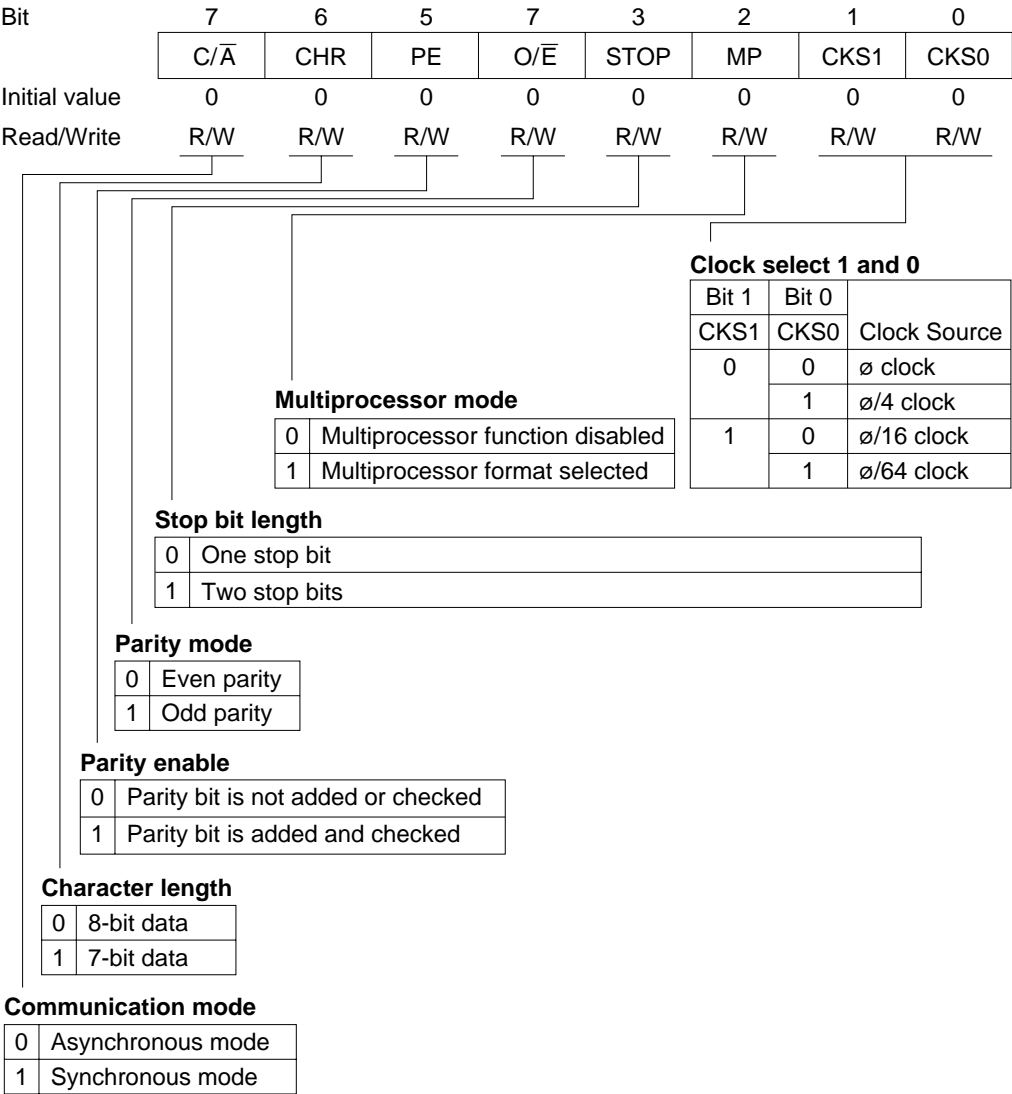 Bit 7 6 5 7 3 2 1 0
C/A̅ CHR PE O/E̅ STOP MP CKS1 CKS0
Initial value 0 0 0 0 0 0 0 0
Read/Write R/W R/W R/W R/W R/W R/W R/W R/W
Clock select 1 and 0
Bit 1 Bit 0
CKS1 CKS0 Clock Source
0 0 ø clock
1 ø/4 clock
1 0 ø/16 clock
1 ø/64 clock
Multiprocessor mode
0 Multiprocessor function disabled
1 Multiprocessor format selected
Stop bit length
0 One stop bit
1 Two stop bits
Parity mode
0 Even parity
1 Odd parity
Parity enable
0 Parity bit is not added or checked
1 Parity bit is added and checked
Character length
0 8-bit data
1 7-bit data
Communication mode
0 Asynchronous mode
1 Synchronous mode